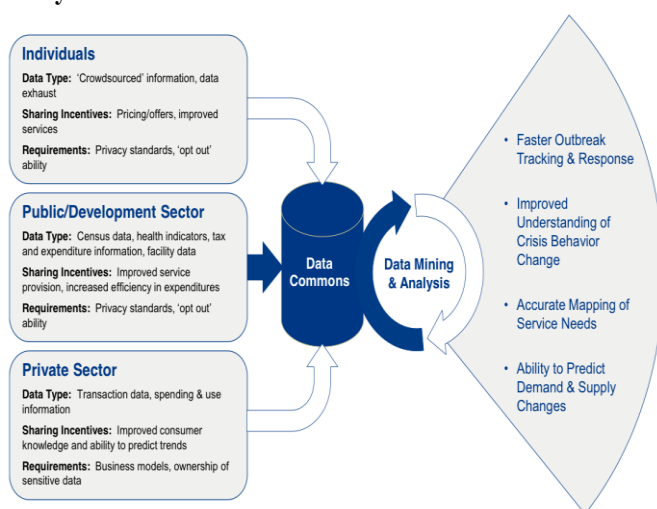 Individuals
Data Type: 'Crowdsourced' information, data
exhaust
Sharing Incentives: Pricing/offers, improved
services
Requirements: Privacy standards, 'opt out'
ability
Public/Development Sector
Data Type: Census data, health indicators, tax
and expenditure information, facility data
Sharing Incentives: Improved service
provision, increased efficiency in expenditures
Requirements: Privacy standards, 'opt out'
ability
Private Sector
Data Type: Transaction data, spending & use
information
Sharing Incentives: Improved consumer
knowledge and ability to predict trends
Requirements: Business models, ownership of
sensitive data
Data
Commons
Data Mining
& Analysis
• Faster Outbreak
Tracking & Response
• Improved
Understanding of
Crisis Behavior
Change
• Accurate Mapping of
Service Needs
• Ability to Predict
Demand & Supply
Changes